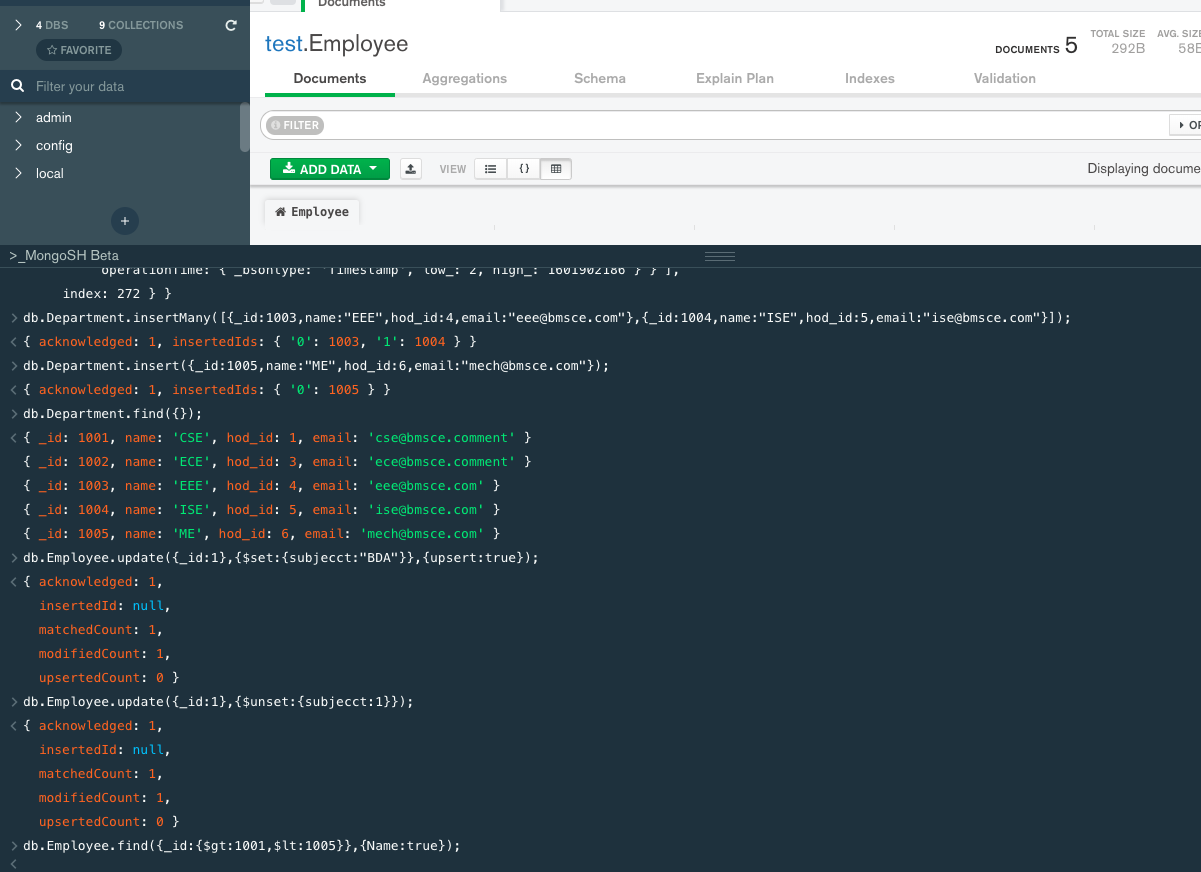 Documents
4 DBS 9 COLLECTIONS
FAVORITE
Filter your data
admin
config
local
test.Employee
DOCUMENTS 5
TOTAL SIZE 292B
AVG. SIZE 58B
Documents Aggregations Schema Explain Plan Indexes Validation
FILTER
ADD DATA VIEW { } Displaying docume
Employee
>_MongoSH Beta
operationTime: { _bsontype: 'Timestamp', low_: 2, high_: 1601902186 } } ],
index: 272 } }
> db.Department.insertMany([{_id:1003,name:"EEE",hod_id:4,email:"eee@bmsce.com"},{_id:1004,name:"ISE",hod_id:5,email:"ise@bmsce.com"}]);
< { acknowledged: 1, insertedIds: { '0': 1003, '1': 1004 } }
> db.Department.insert({_id:1005,name:"ME",hod_id:6,email:"mech@bmsce.com"});
< { acknowledged: 1, insertedIds: { '0': 1005 } }
> db.Department.find({});
< { _id: 1001, name: 'CSE', hod_id: 1, email: 'cse@bmsce.comment' }
{ _id: 1002, name: 'ECE', hod_id: 3, email: 'ece@bmsce.comment' }
{ _id: 1003, name: 'EEE', hod_id: 4, email: 'eee@bmsce.com' }
{ _id: 1004, name: 'ISE', hod_id: 5, email: 'ise@bmsce.com' }
{ _id: 1005, name: 'ME', hod_id: 6, email: 'mech@bmsce.com' }
> db.Employee.update({_id:1},{$set:{subjecct:"BDA"}},{upsert:true});
< { acknowledged: 1,
insertedId: null,
matchedCount: 1,
modifiedCount: 1,
upsertedCount: 0 }
> db.Employee.update({_id:1},{$unset:{subjecct:1}});
< { acknowledged: 1,
insertedId: null,
matchedCount: 1,
modifiedCount: 1,
upsertedCount: 0 }
> db.Employee.find({_id:{$gt:1001,$lt:1005}},{Name:true});
<